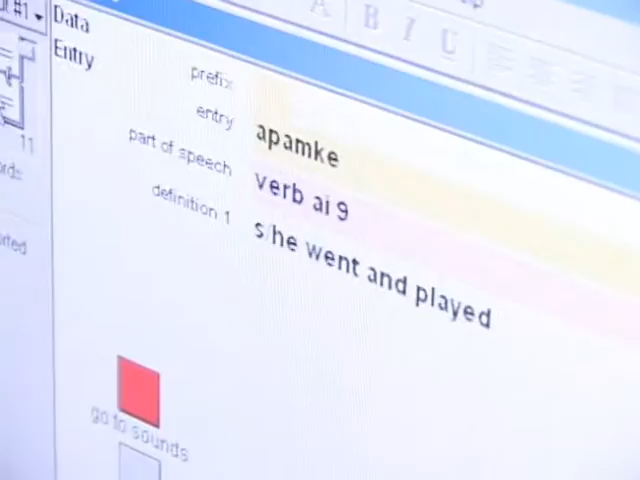 Data
Entry
prefix
entry
apamke
part of speech
verb ai 9
definition 1
s/he went and played
11
go to sounds
A B I U